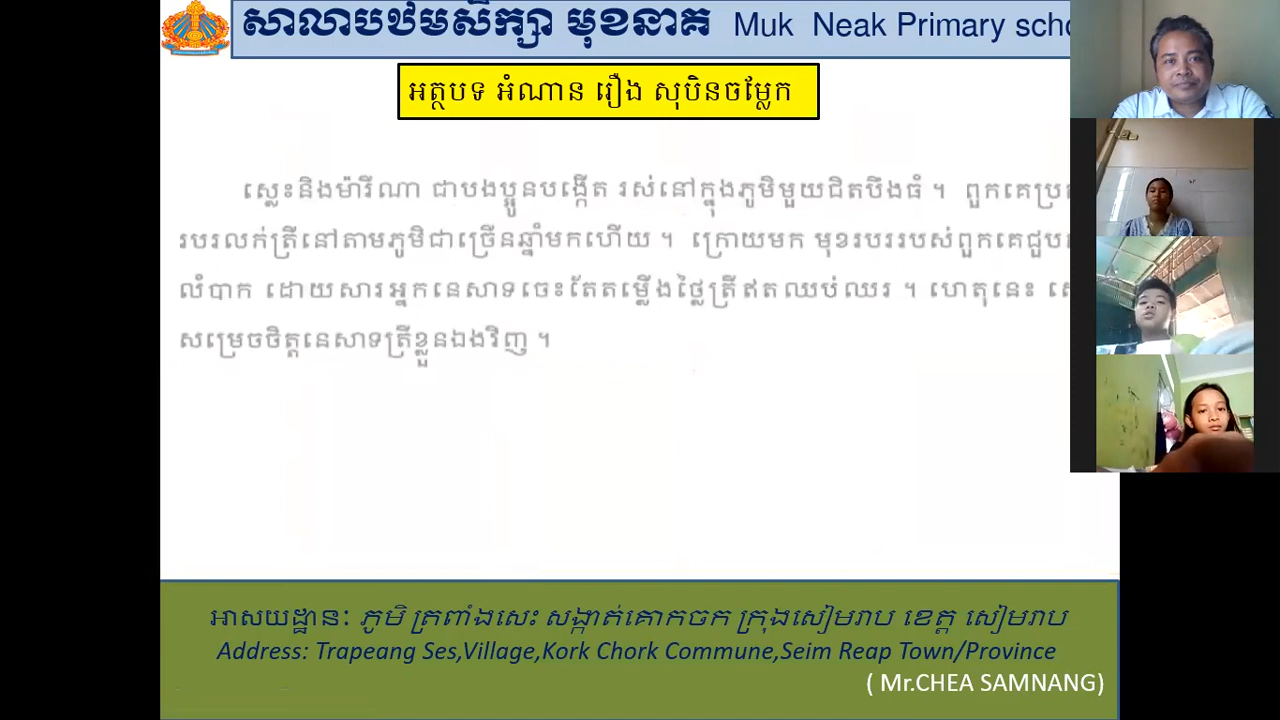 សាលាបឋមសិក្សា មុខនាគ Muk Neak Primary
អត្ថបទ អំណាន រឿង សុបិនចម្លែក
ស្លេះនិងម៉ារីណា ជាបងប្អូនបង្កើត រស់នៅក្នុងភូមិមួយជិតបឹងធំ ។ ពួកគេ
របរលក់ត្រីនៅតាមភូមិជាច្រើនឆ្នាំមកហើយ ។ ក្រោយមក មុខរបររបស់ពួកគេជួប
លំបាក ដោយសារអ្នកនេសាទចេះតែតម្លើងថ្លៃត្រីឥតឈប់ឈរ ។ ហេតុនេះ
សម្រេចចិត្តនេសាទត្រីខ្លួនឯងវិញ ។
អាសយដ្ឋាន: ភូមិ ត្រពាំងសេះ សង្កាត់គោកចក ក្រុងសៀមរាប ខេត្ត សៀមរាប
Address: Trapeang Ses,Village,Kork Chork Commune,Seim Reap Town/Province
( Mr.CHEA SAMNANG)